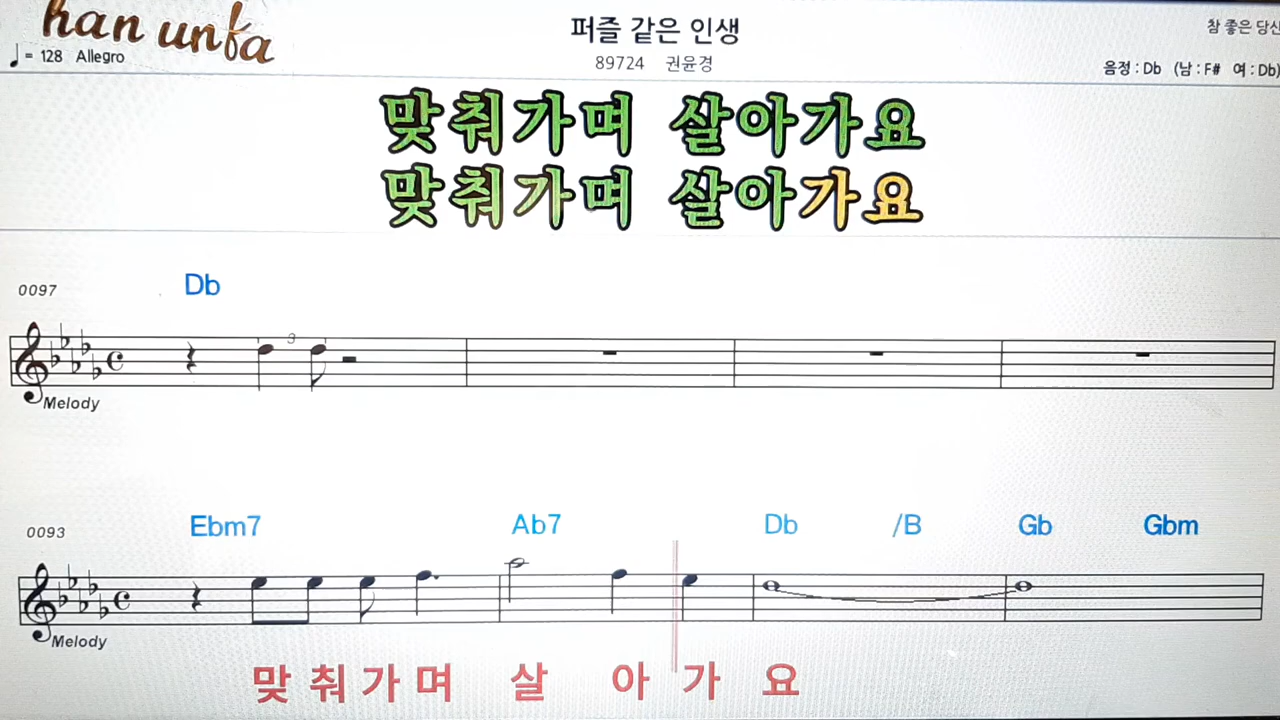 han unfa
퍼즐 같은 인생
참 좋은 당신
♩= 128 Allegro
89724 권윤경
음정 : Db (남 : F# 여 : Db)
맞춰가며 살아가요
맞춰가며 살아가요
0097 Db
3
Melody
0093 Ebm7 Ab7 Db /B Gb Gbm
Melody
맞 춰 가 며 살 아 가 요